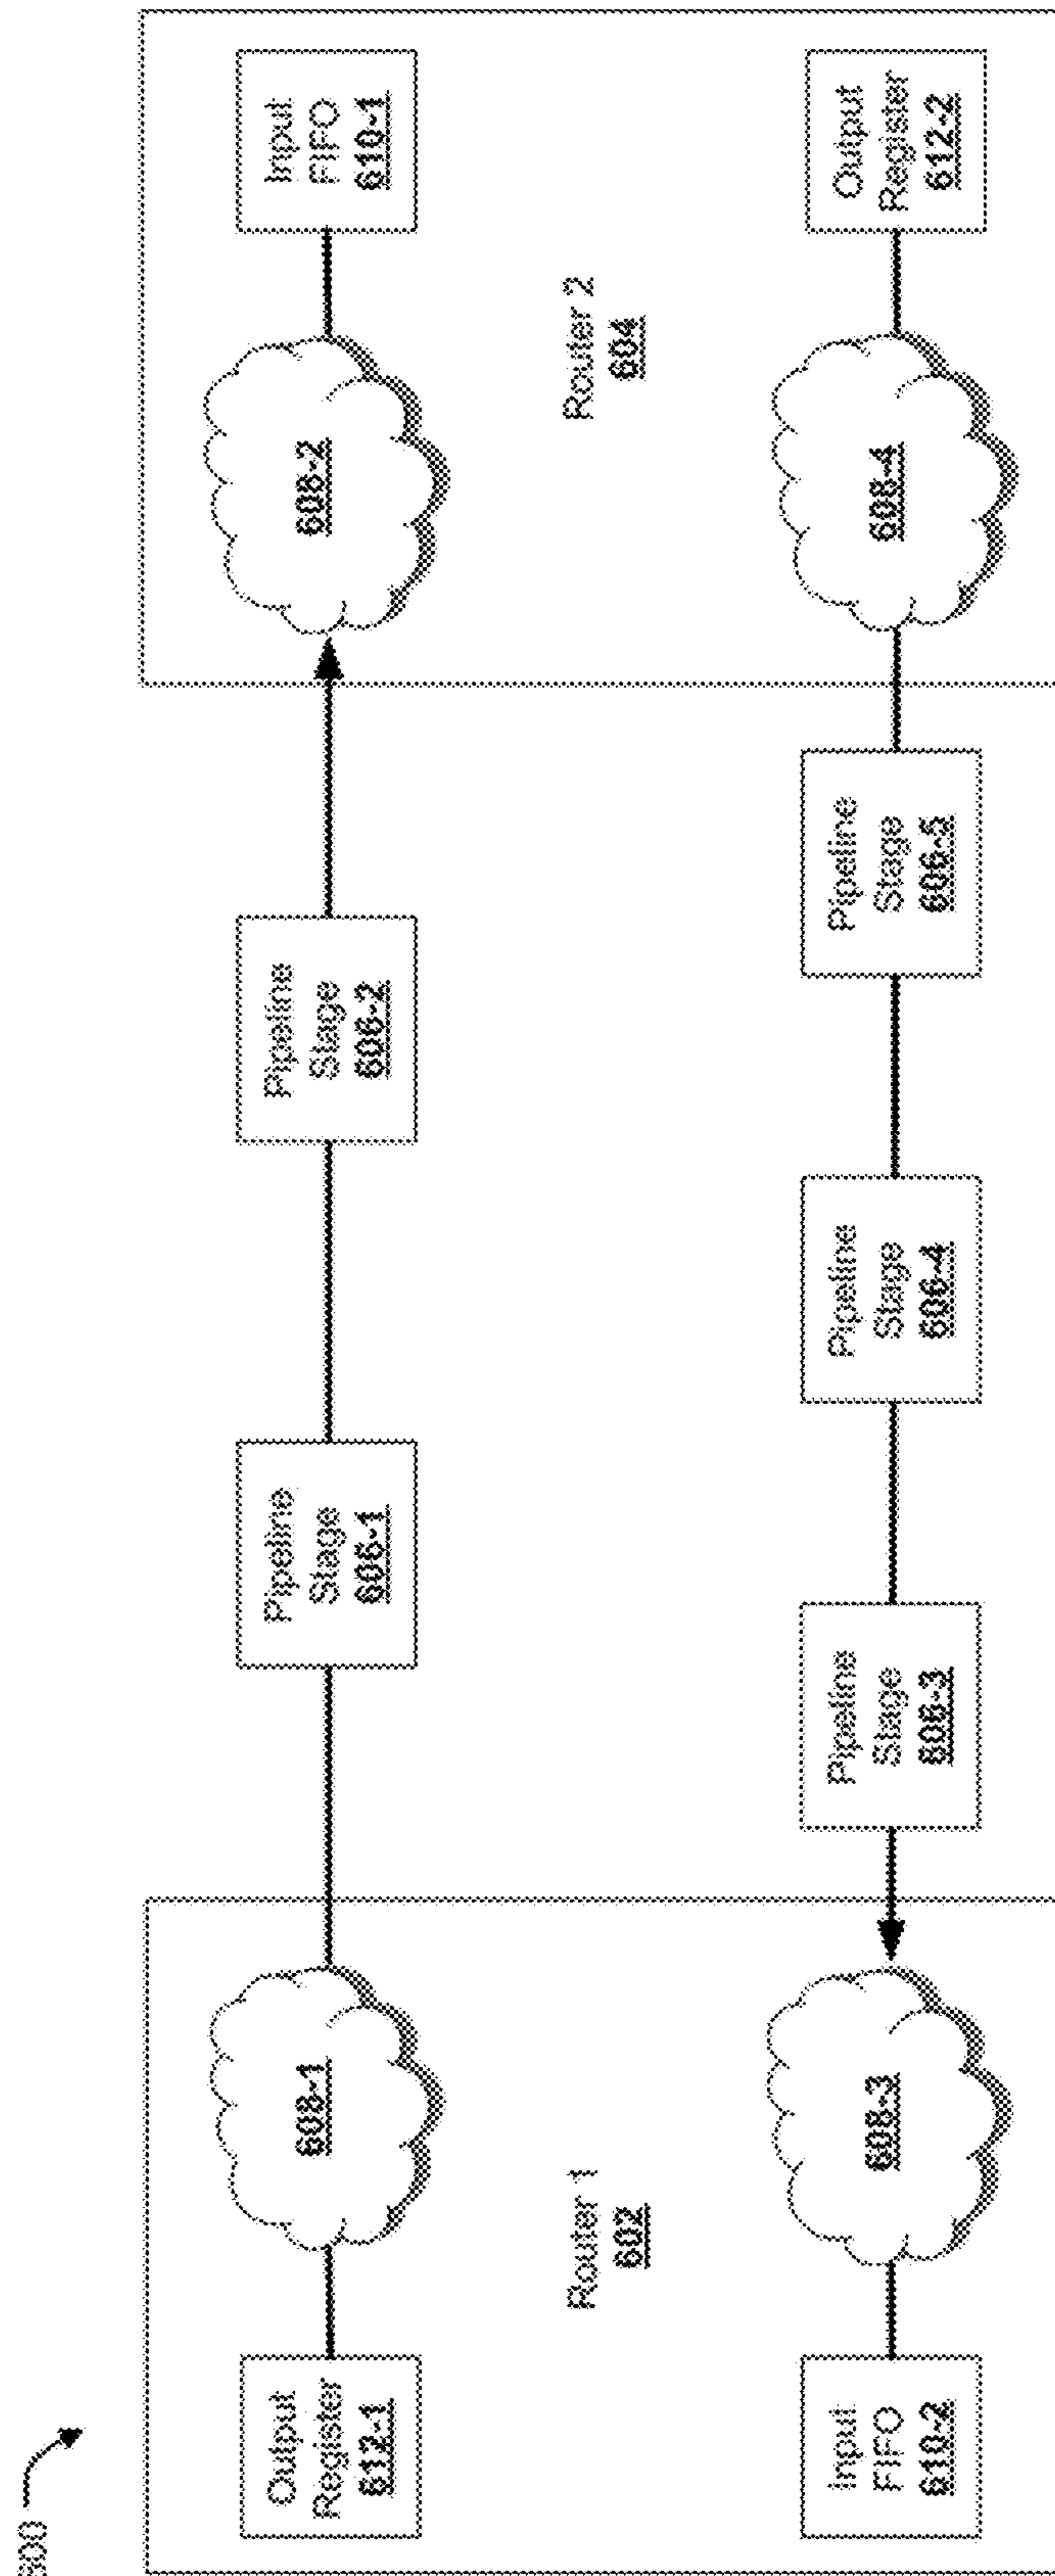 600
Output
Register
612-1
608-1
Pipeline
Stage
606-1
Pipeline
Stage
606-2
608-2
Input
FIFO
610-1
Router 1
602
Router 2
604
Input
FIFO
610-2
608-3
Pipeline
Stage
606-3
Pipeline
Stage
606-4
Pipeline
Stage
606-5
608-4
Output
Register
612-2